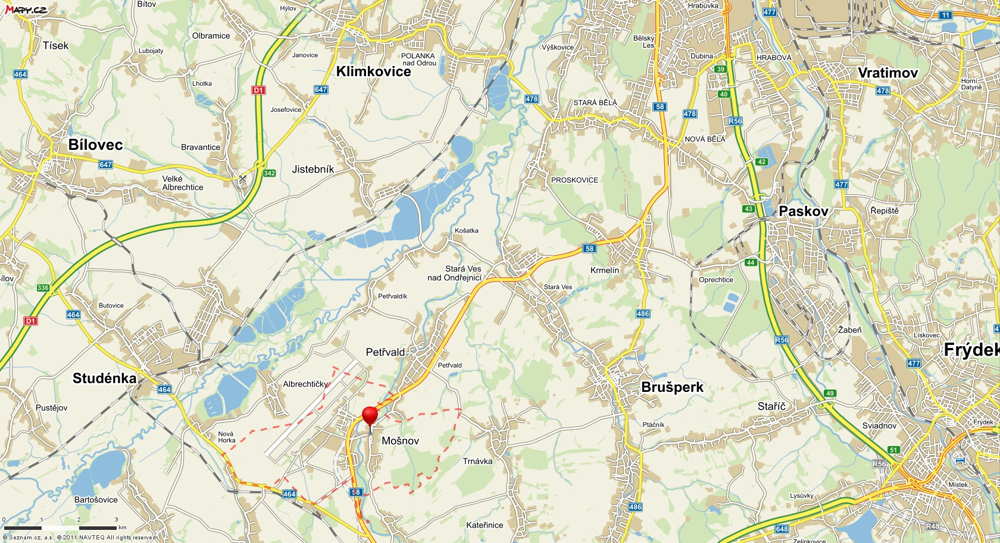 Mapy.cz
Bítov
Hýlov
Hrabůvka
477
11
Tísek
Olbramice
Lubojaty
Janovice
POLANKA
nad Odrou
Výškovice
Bělský
Les
Dubina
HRABOVÁ
464
Klimkovice
39
Vratimov
Lhotka
D1
647
478
40
478
Horní
Datyně
Josefovice
STARÁ BĚLÁ
58
478
R56
Bílovec
Bravantice
NOVÁ BĚLÁ
647
342
Jistebník
42
Velké
Albrechtice
PROSKOVICE
477
43
Paskov
Řepiště
Košatka
58
44
Stará Ves
nad Ondřejnicí
Krmelín
Oprechtice
ílov
336
Petřvaldík
Stará Ves
Butovice
464
486
D1
Žabeň
47
R56
Lískovec
Petřvald
Petřvald
Frýdek
477
Studénka
Albrechtičky
Brušperk
464
49
Pustějov
Staříč
Nová
Horka
Mošnov
Ptáčník
Sviadnov
Frýdek
Trnávka
51
R56
464
58
Místek
Bartošovice
Lysůvky
486
0 1 2 3
km
Kateřinice
648
R48
© Seznam.cz, a.s., © 2011 NAVTEQ All rights reserved
Zelinkovice